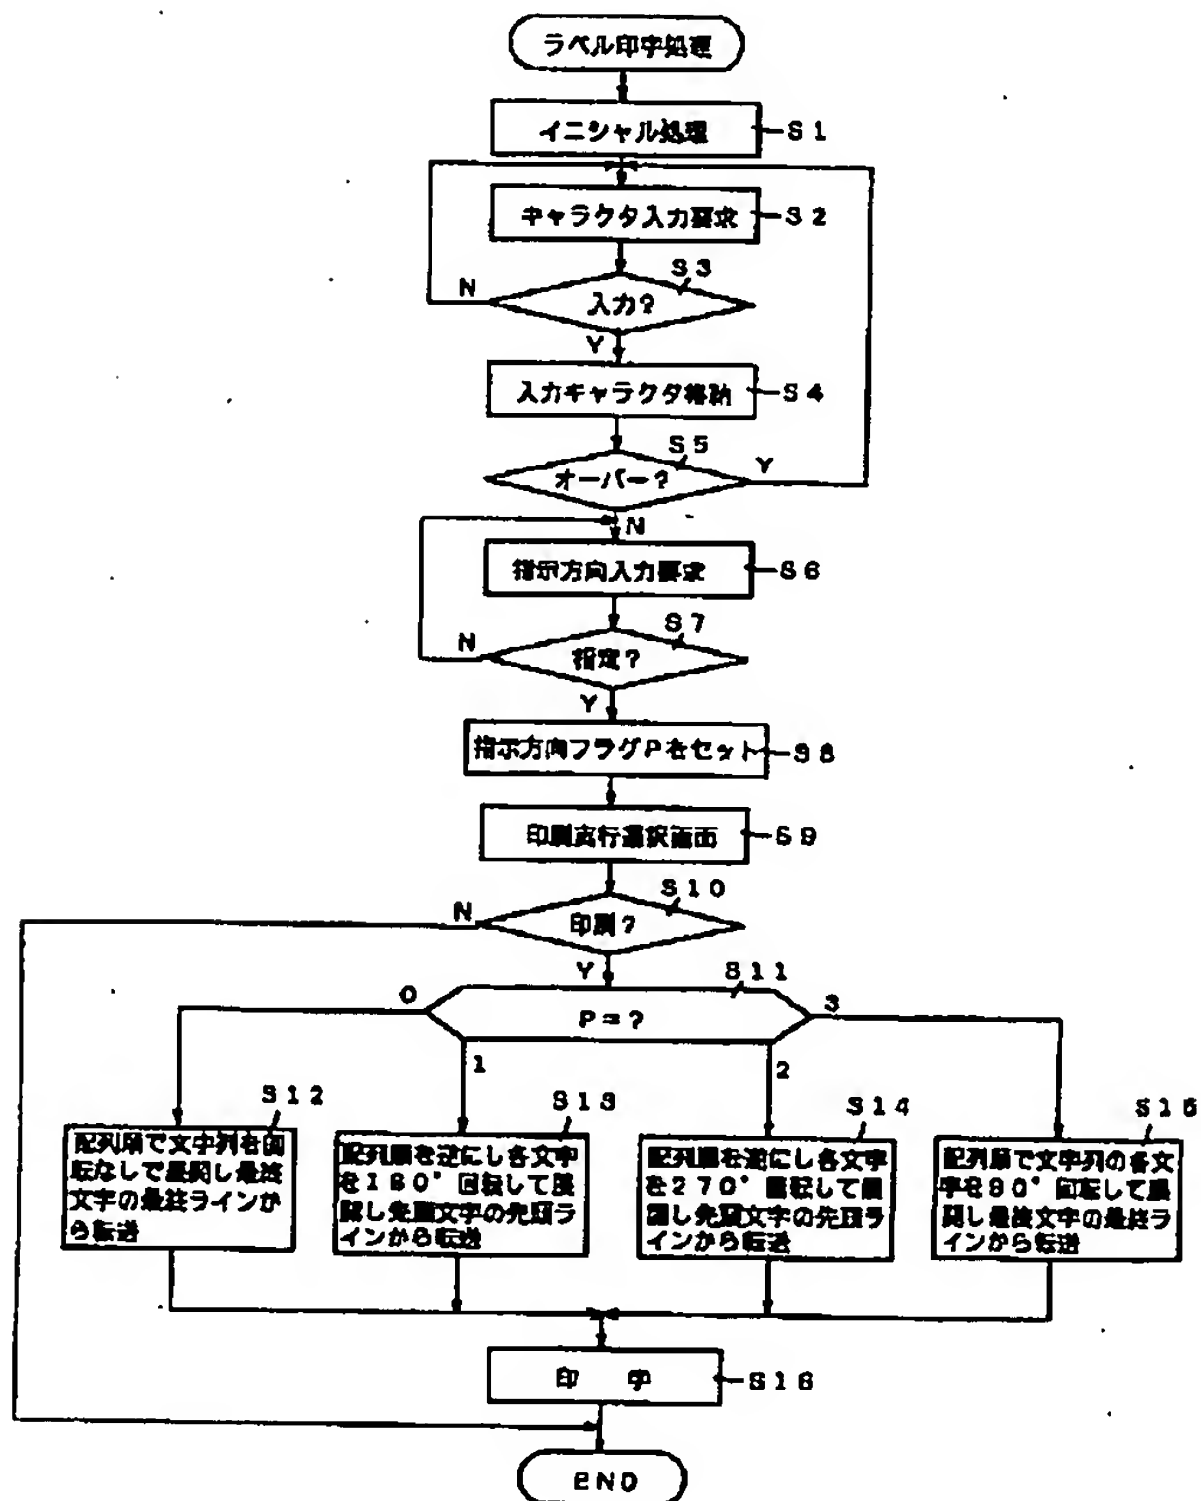 ラベル印字処理
イニシャル処理
S1
キャラクタ入力要求
S2
S3
入力?
N
Y
入力キャラクタ格納
S4
S5
オーバー?
Y
N
指示方向入力要求
S6
S7
指定?
N
Y
指示方向フラグPをセット
S8
印刷実行選択画面
S9
S10
印刷?
N
Y
S11
P=?
0
1
2
3
S12
配列順で文字列を回
転なしで展開し最終
文字の最終ラインか
ら転送
S13
配列順を逆にし各文字
を180°回転して展
開し先頭文字の先頭ラ
インから転送
S14
配列順を逆にし各文字
を270°回転して展
開し先頭文字の先頭ラ
インから転送
S15
配列順で文字列の各文
字を90°回転して展
開し最終文字の最終ラ
インから転送
印 字
S16
END